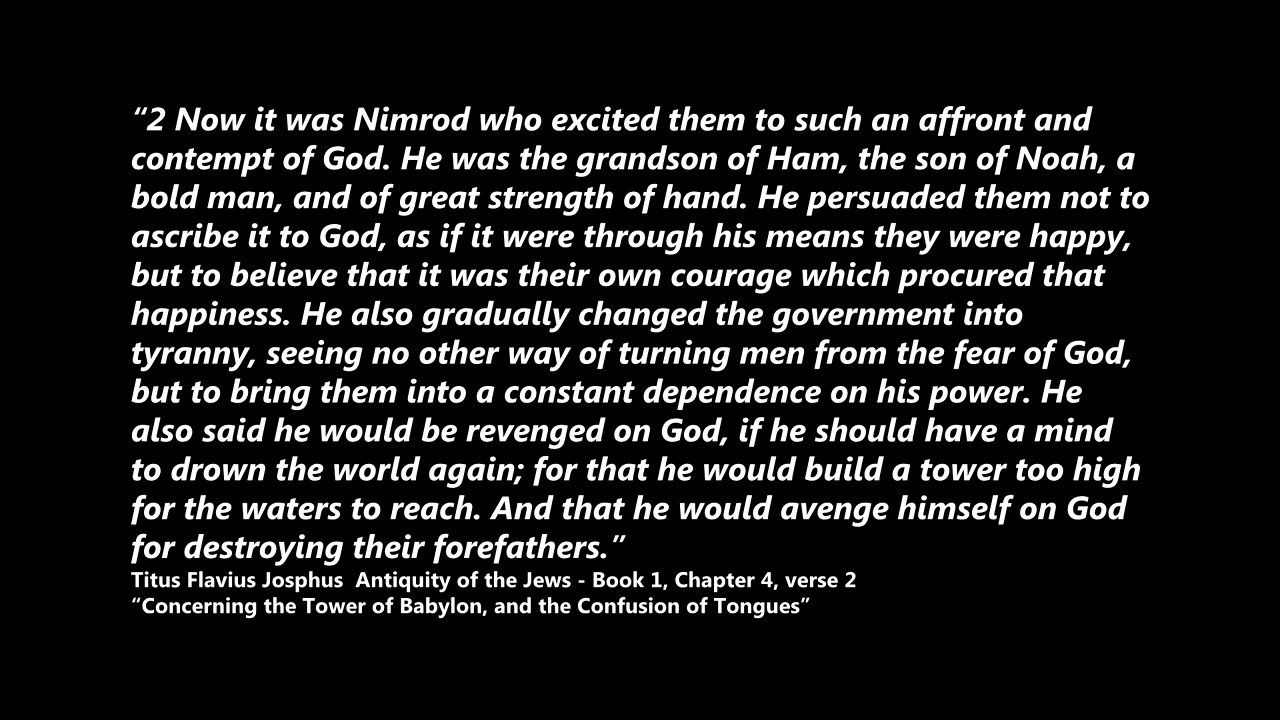 “2 Now it was Nimrod who excited them to such an affront and
contempt of God. He was the grandson of Ham, the son of Noah, a
bold man, and of great strength of hand. He persuaded them not to
ascribe it to God, as if it were through his means they were happy,
but to believe that it was their own courage which procured that
happiness. He also gradually changed the government into
tyranny, seeing no other way of turning men from the fear of God,
but to bring them into a constant dependence on his power. He
also said he would be revenged on God, if he should have a mind
to drown the world again; for that he would build a tower too high
for the waters to reach. And that he would avenge himself on God
for destroying their forefathers.”
Titus Flavius Josphus  Antiquity of the Jews - Book 1, Chapter 4, verse 2
“Concerning the Tower of Babylon, and the Confusion of Tongues”